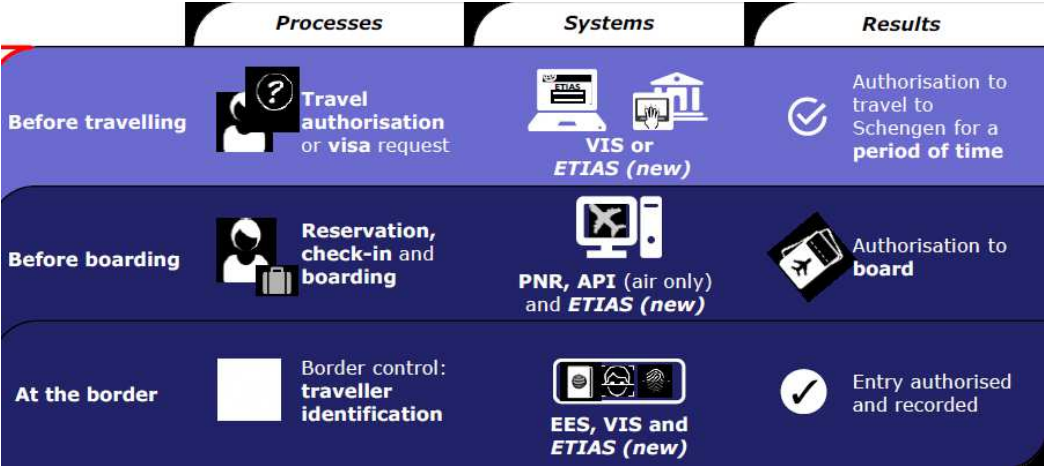 Processes
Systems
Results
Before travelling
Travel
authorisation
or visa request
ETIAS
VIS or
ETIAS (new)
Authorisation to
travel to
Schengen for a
period of time
Before boarding
Reservation,
check-in and
boarding
PNR, API (air only)
and ETIAS (new)
Authorisation to
board
At the border
Border control:
traveller
identification
EES, VIS and
ETIAS (new)
Entry authorised
and recorded